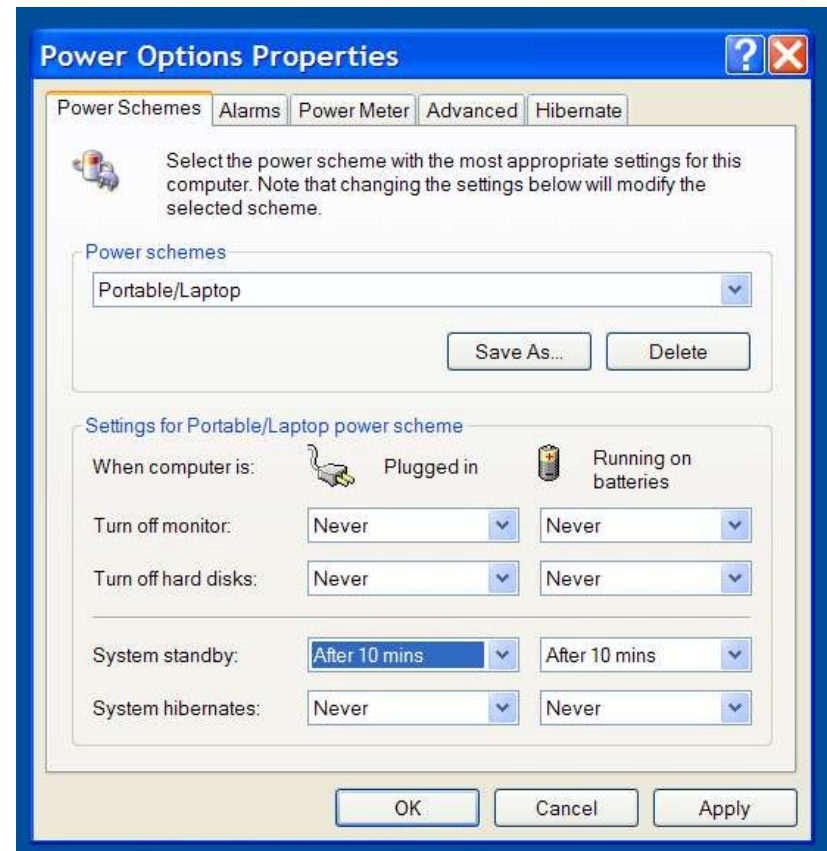 Power Options Properties
Power Schemes Alarms Power Meter Advanced Hibernate
Select the power scheme with the most appropriate settings for this
computer. Note that changing the settings below will modify the
selected scheme.
Power schemes
Portable/Laptop
Save As... Delete
Settings for Portable/Laptop power scheme
When computer is: Plugged in Running on
batteries
Turn off monitor: Never Never
Turn off hard disks: Never Never
System standby: After 10 mins After 10 mins
System hibernates: Never Never
OK Cancel Apply